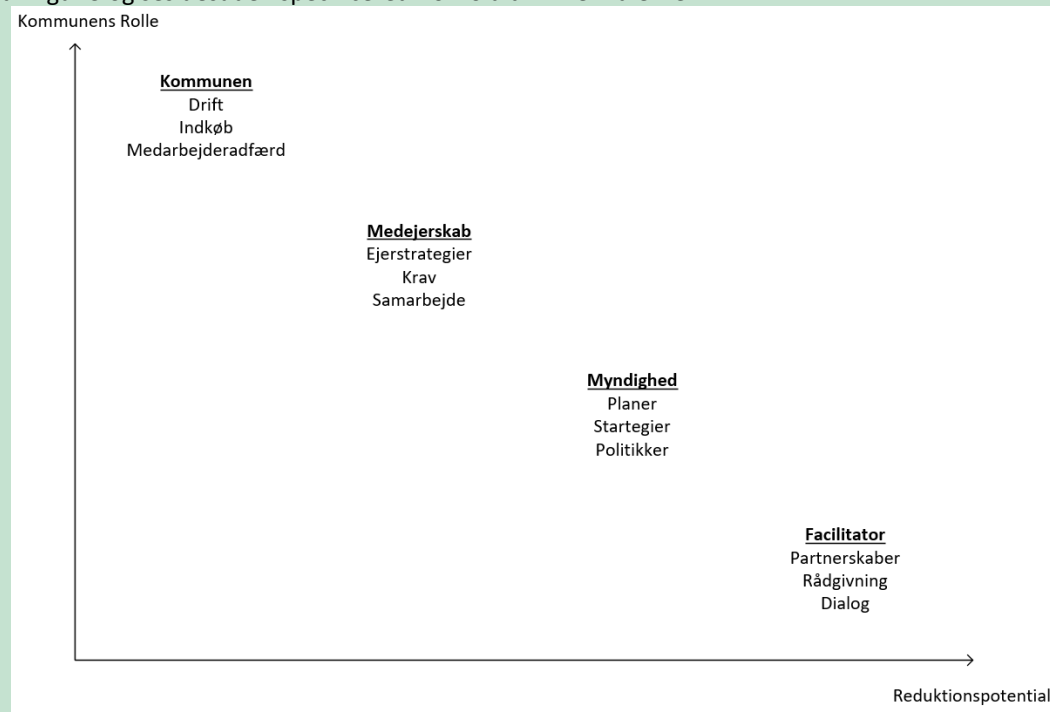 Kommunens Rolle
Kommunen
Drift
Indkøb
Medarbejderadfærd
Medejerskab
Ejerstrategier
Krav
Samarbejde
Myndighed
Planer
Startegier
Politikker
Facilitator
Partnerskaber
Rådgivning
Dialog
Reduktionspotential